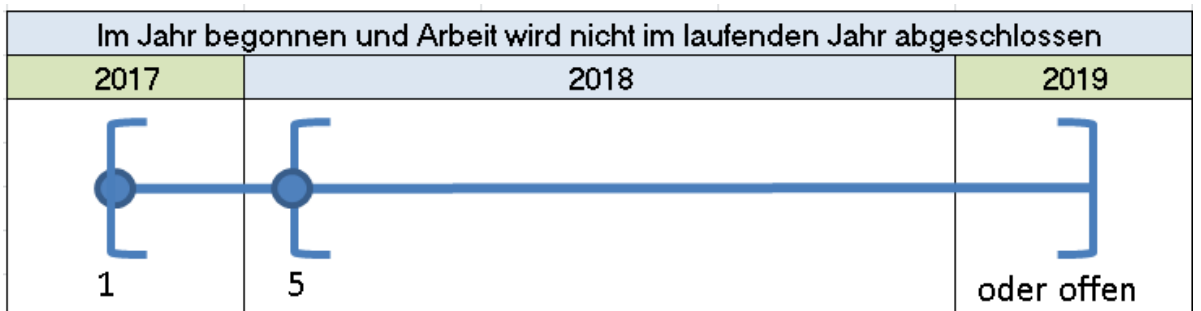 Im Jahr begonnen und Arbeit wird nicht im laufenden Jahr abgeschlossen
2017 2018 2019
1 5 oder offen